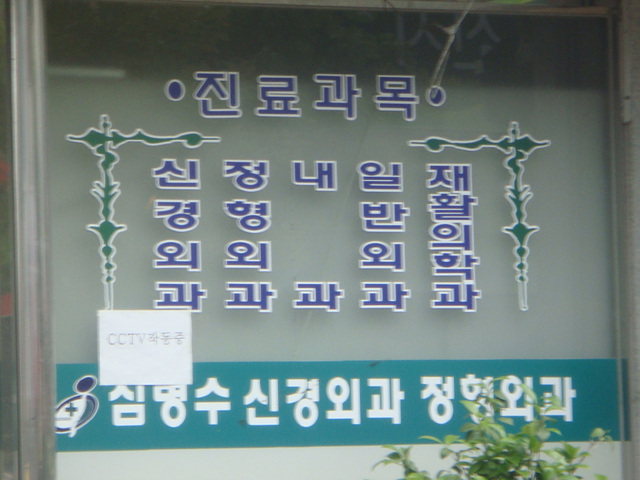 진료과목
신경외과
정형외과
내과
일반외과
재활의학과
CCTV작동중
심명수 신경외과 정형외과